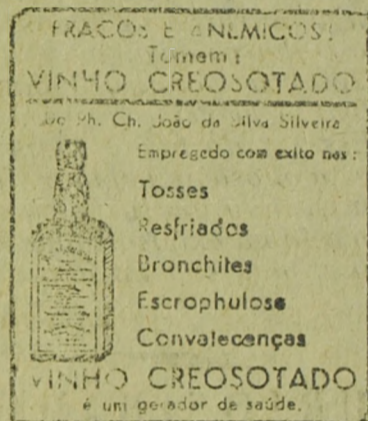 FRACOS E ANEMICOS!
Tomem:
VINHO CREOSOTADO
do Ph. Ch. João da Silva Silveira
Empregado com exito nas:
Tosses
Resfriados
Bronchites
Escrophulose
Convalecenças
VINHO CREOSOTADO
é um gerador de saúde.